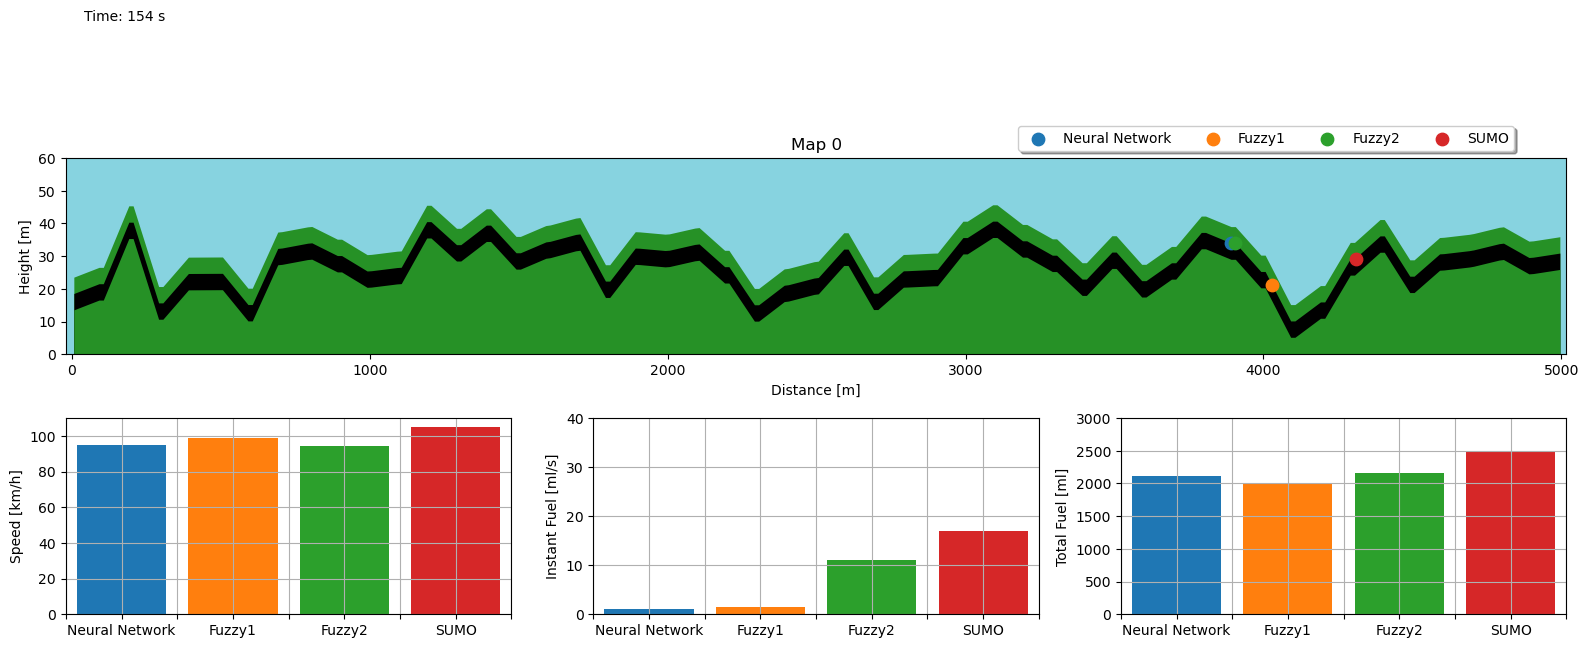 Time: 154 s
Neural Network Fuzzy1 Fuzzy2 SUMO
Map 0
60
50
40
30
20
10
0
Height [m]
0 1000 2000 3000 4000 5000
Distance [m]
100
80
60
40
20
0
Speed [km/h]
Neural Network Fuzzy1 Fuzzy2 SUMO
40
30
20
10
0
Instant Fuel [ml/s]
Neural Network Fuzzy1 Fuzzy2 SUMO
3000
2500
2000
1500
1000
500
0
Total Fuel [ml]
Neural Network Fuzzy1 Fuzzy2 SUMO